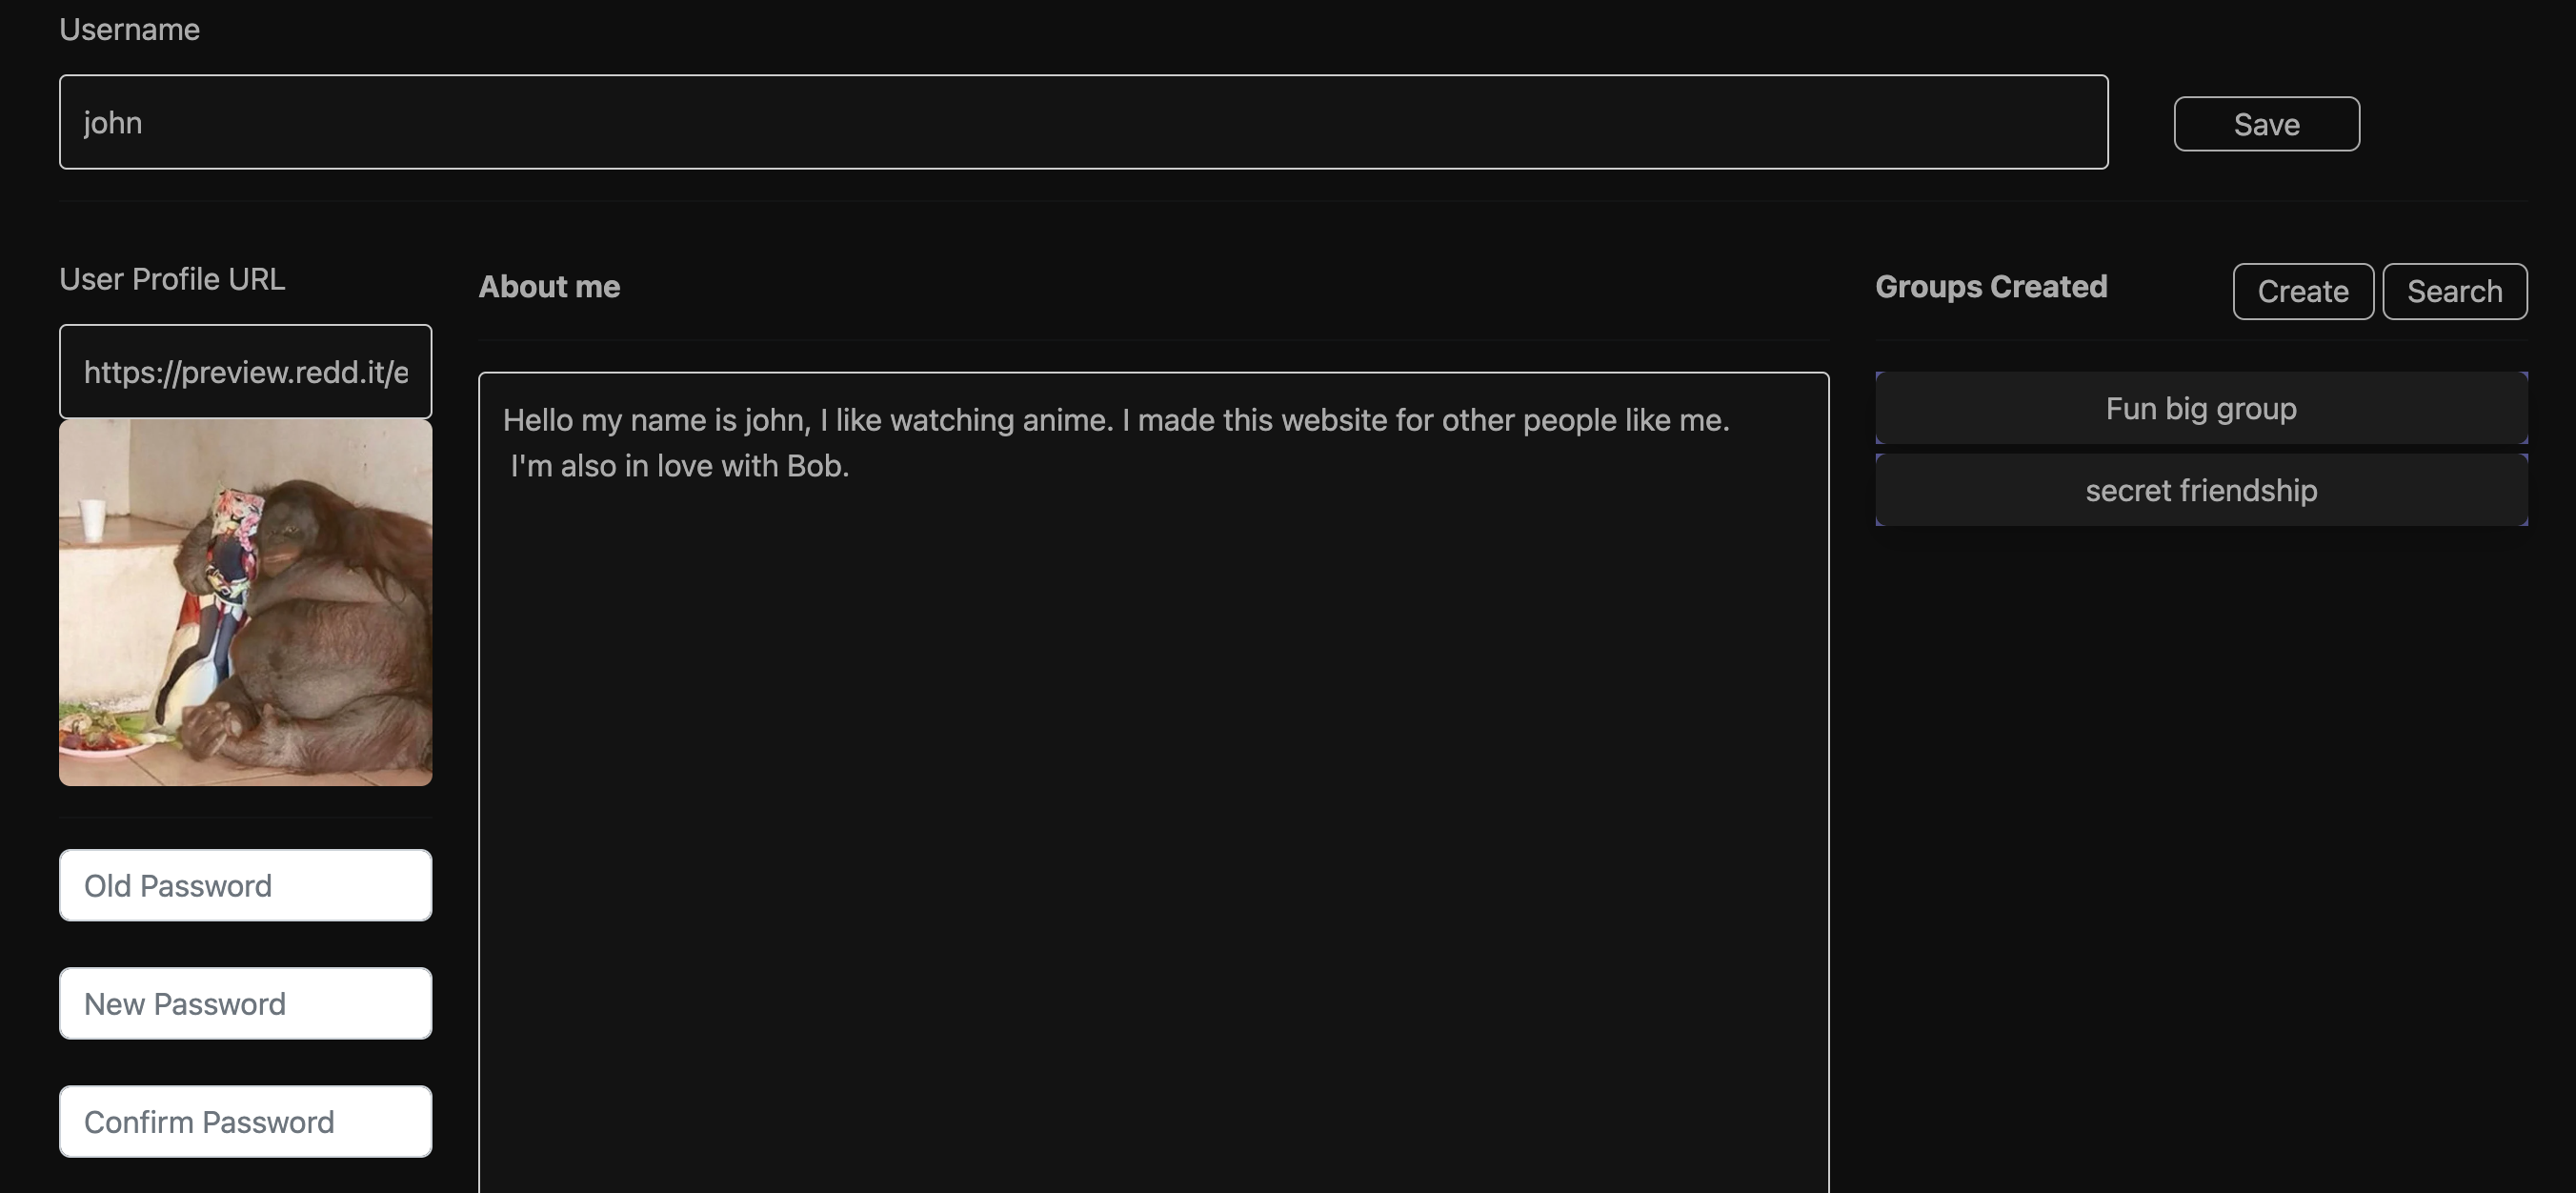 Username
john
Save
User Profile URL
https://preview.redd.it/e
About me
Hello my name is john, I like watching anime. I made this website for other people like me.
I'm also in love with Bob.
Groups Created
Create
Search
Fun big group
secret friendship
Old Password
New Password
Confirm Password